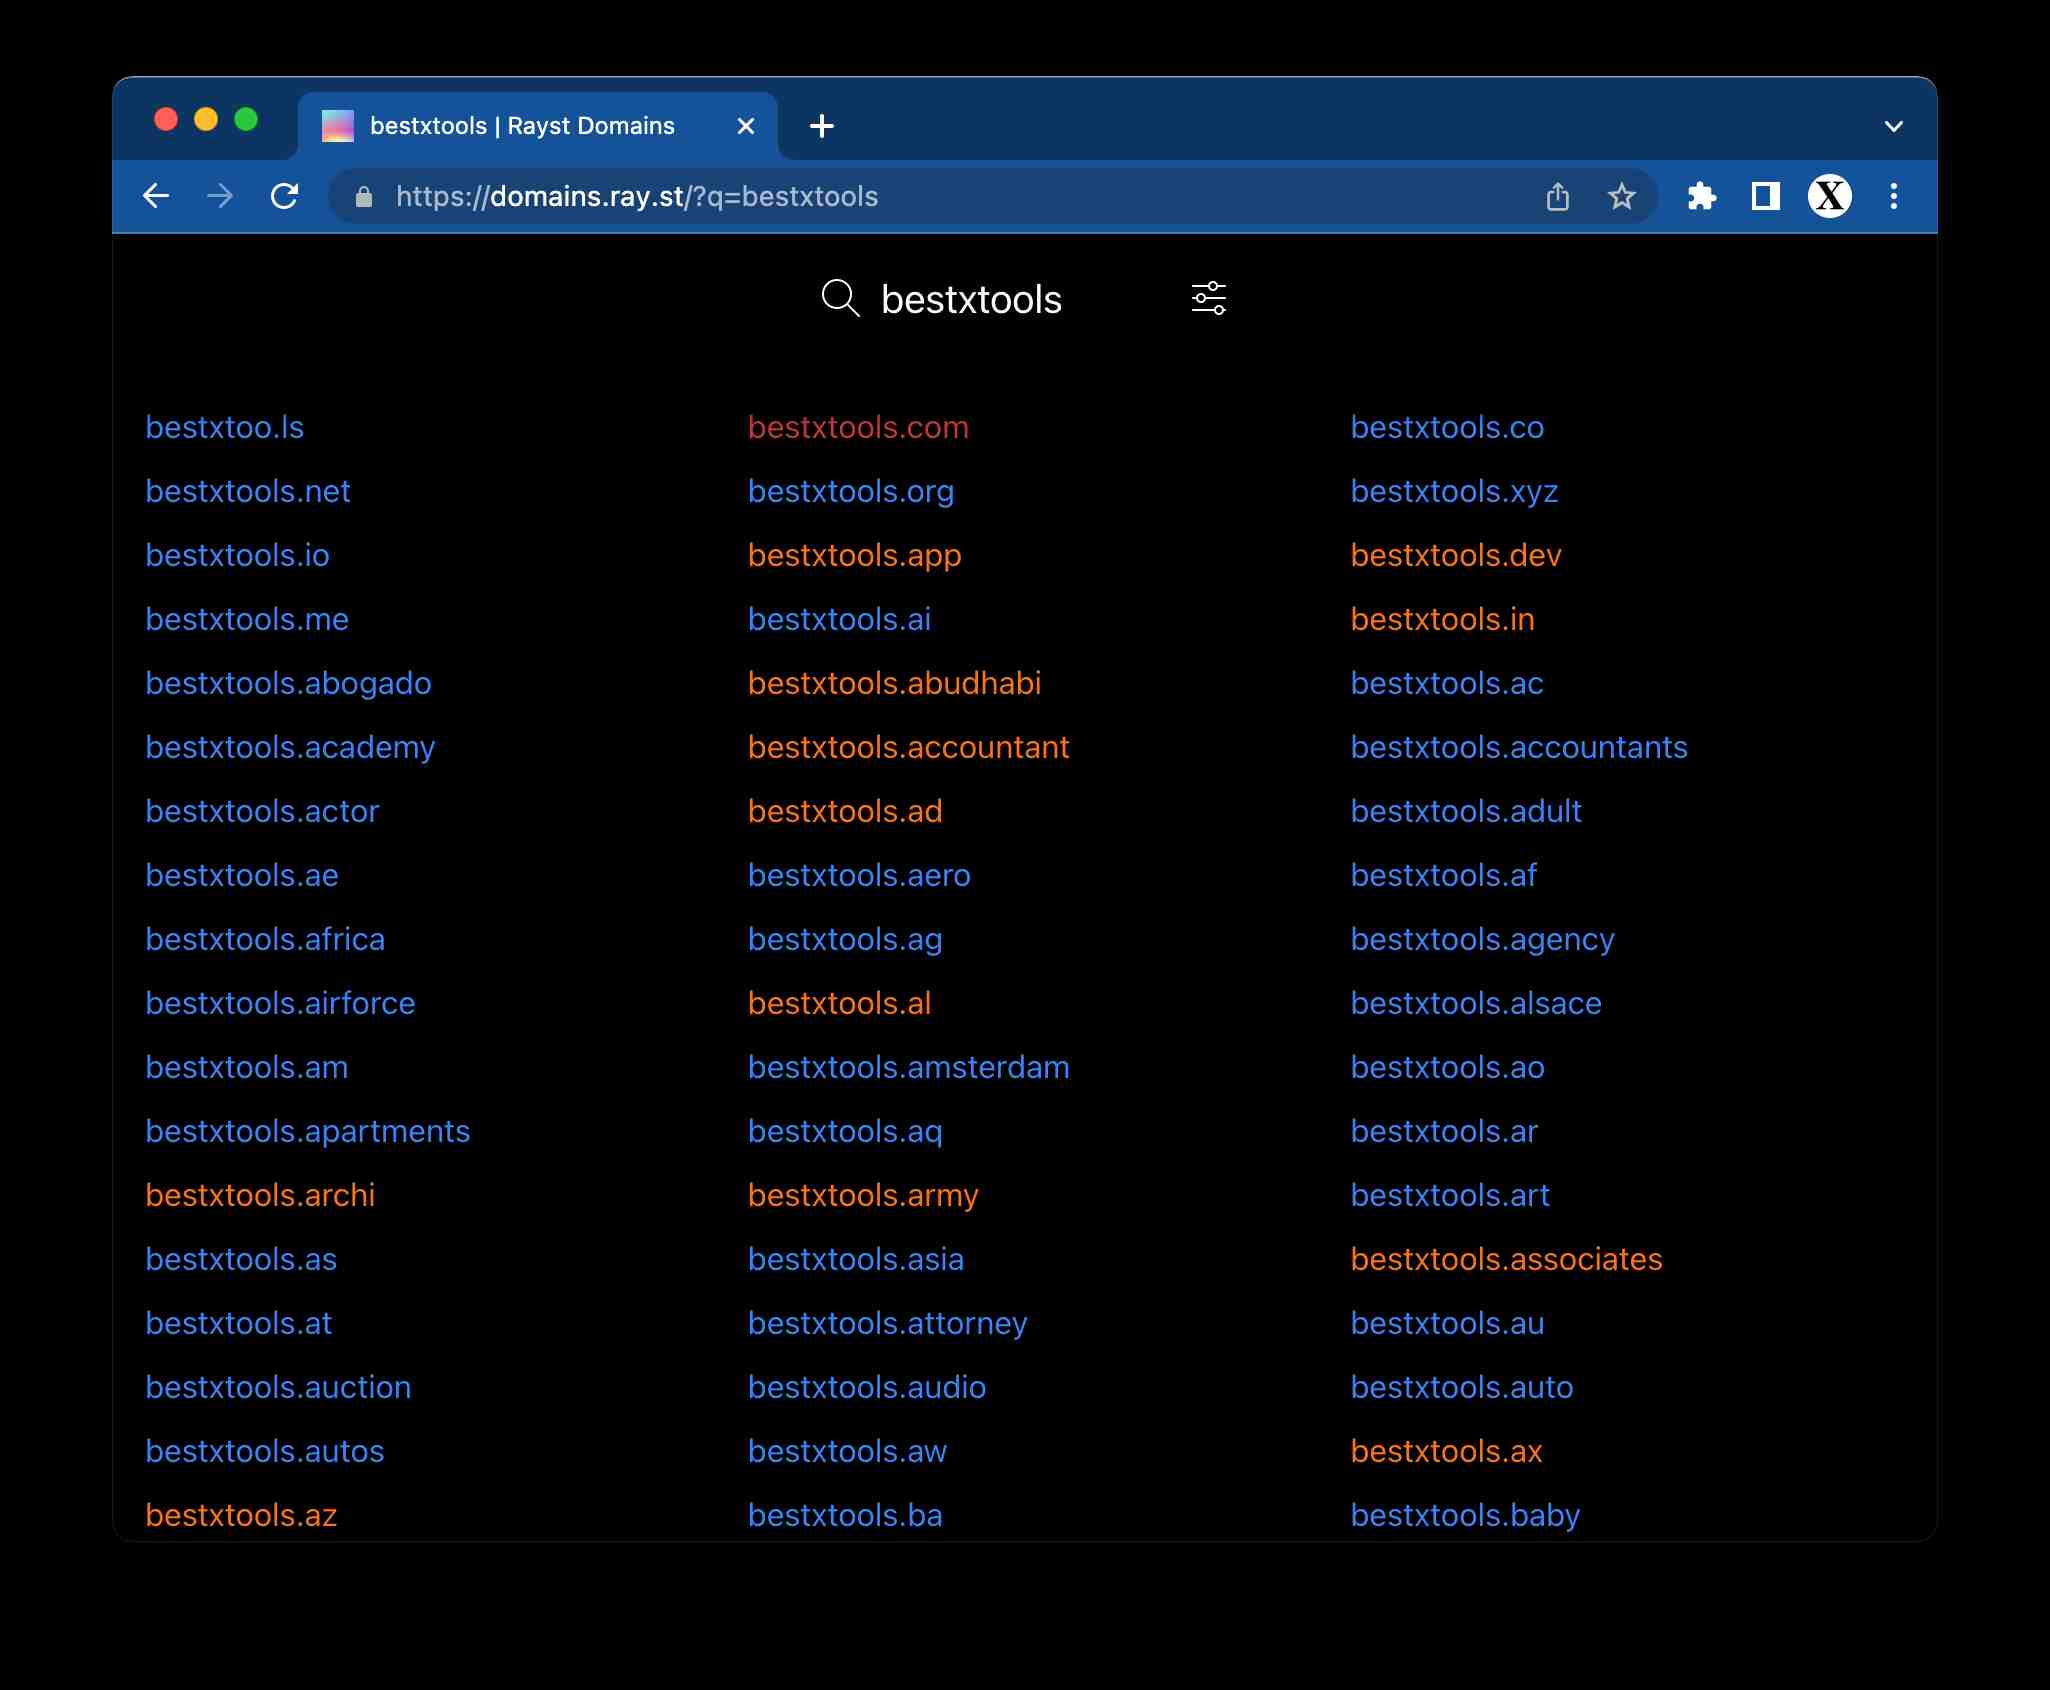 bestxtools | Rayst Domains
https://domains.ray.st/?q=bestxtools
X
bestxtools
bestxtoo.ls bestxtools.com bestxtools.co
bestxtools.net bestxtools.org bestxtools.xyz
bestxtools.io bestxtools.app bestxtools.dev
bestxtools.me bestxtools.ai bestxtools.in
bestxtools.abogado bestxtools.abudhabi bestxtools.ac
bestxtools.academy bestxtools.accountant bestxtools.accountants
bestxtools.actor bestxtools.ad bestxtools.adult
bestxtools.ae bestxtools.aero bestxtools.af
bestxtools.africa bestxtools.ag bestxtools.agency
bestxtools.airforce bestxtools.al bestxtools.alsace
bestxtools.am bestxtools.amsterdam bestxtools.ao
bestxtools.apartments bestxtools.aq bestxtools.ar
bestxtools.archi bestxtools.army bestxtools.art
bestxtools.as bestxtools.asia bestxtools.associates
bestxtools.at bestxtools.attorney bestxtools.au
bestxtools.auction bestxtools.audio bestxtools.auto
bestxtools.autos bestxtools.aw bestxtools.ax
bestxtools.az bestxtools.ba bestxtools.baby